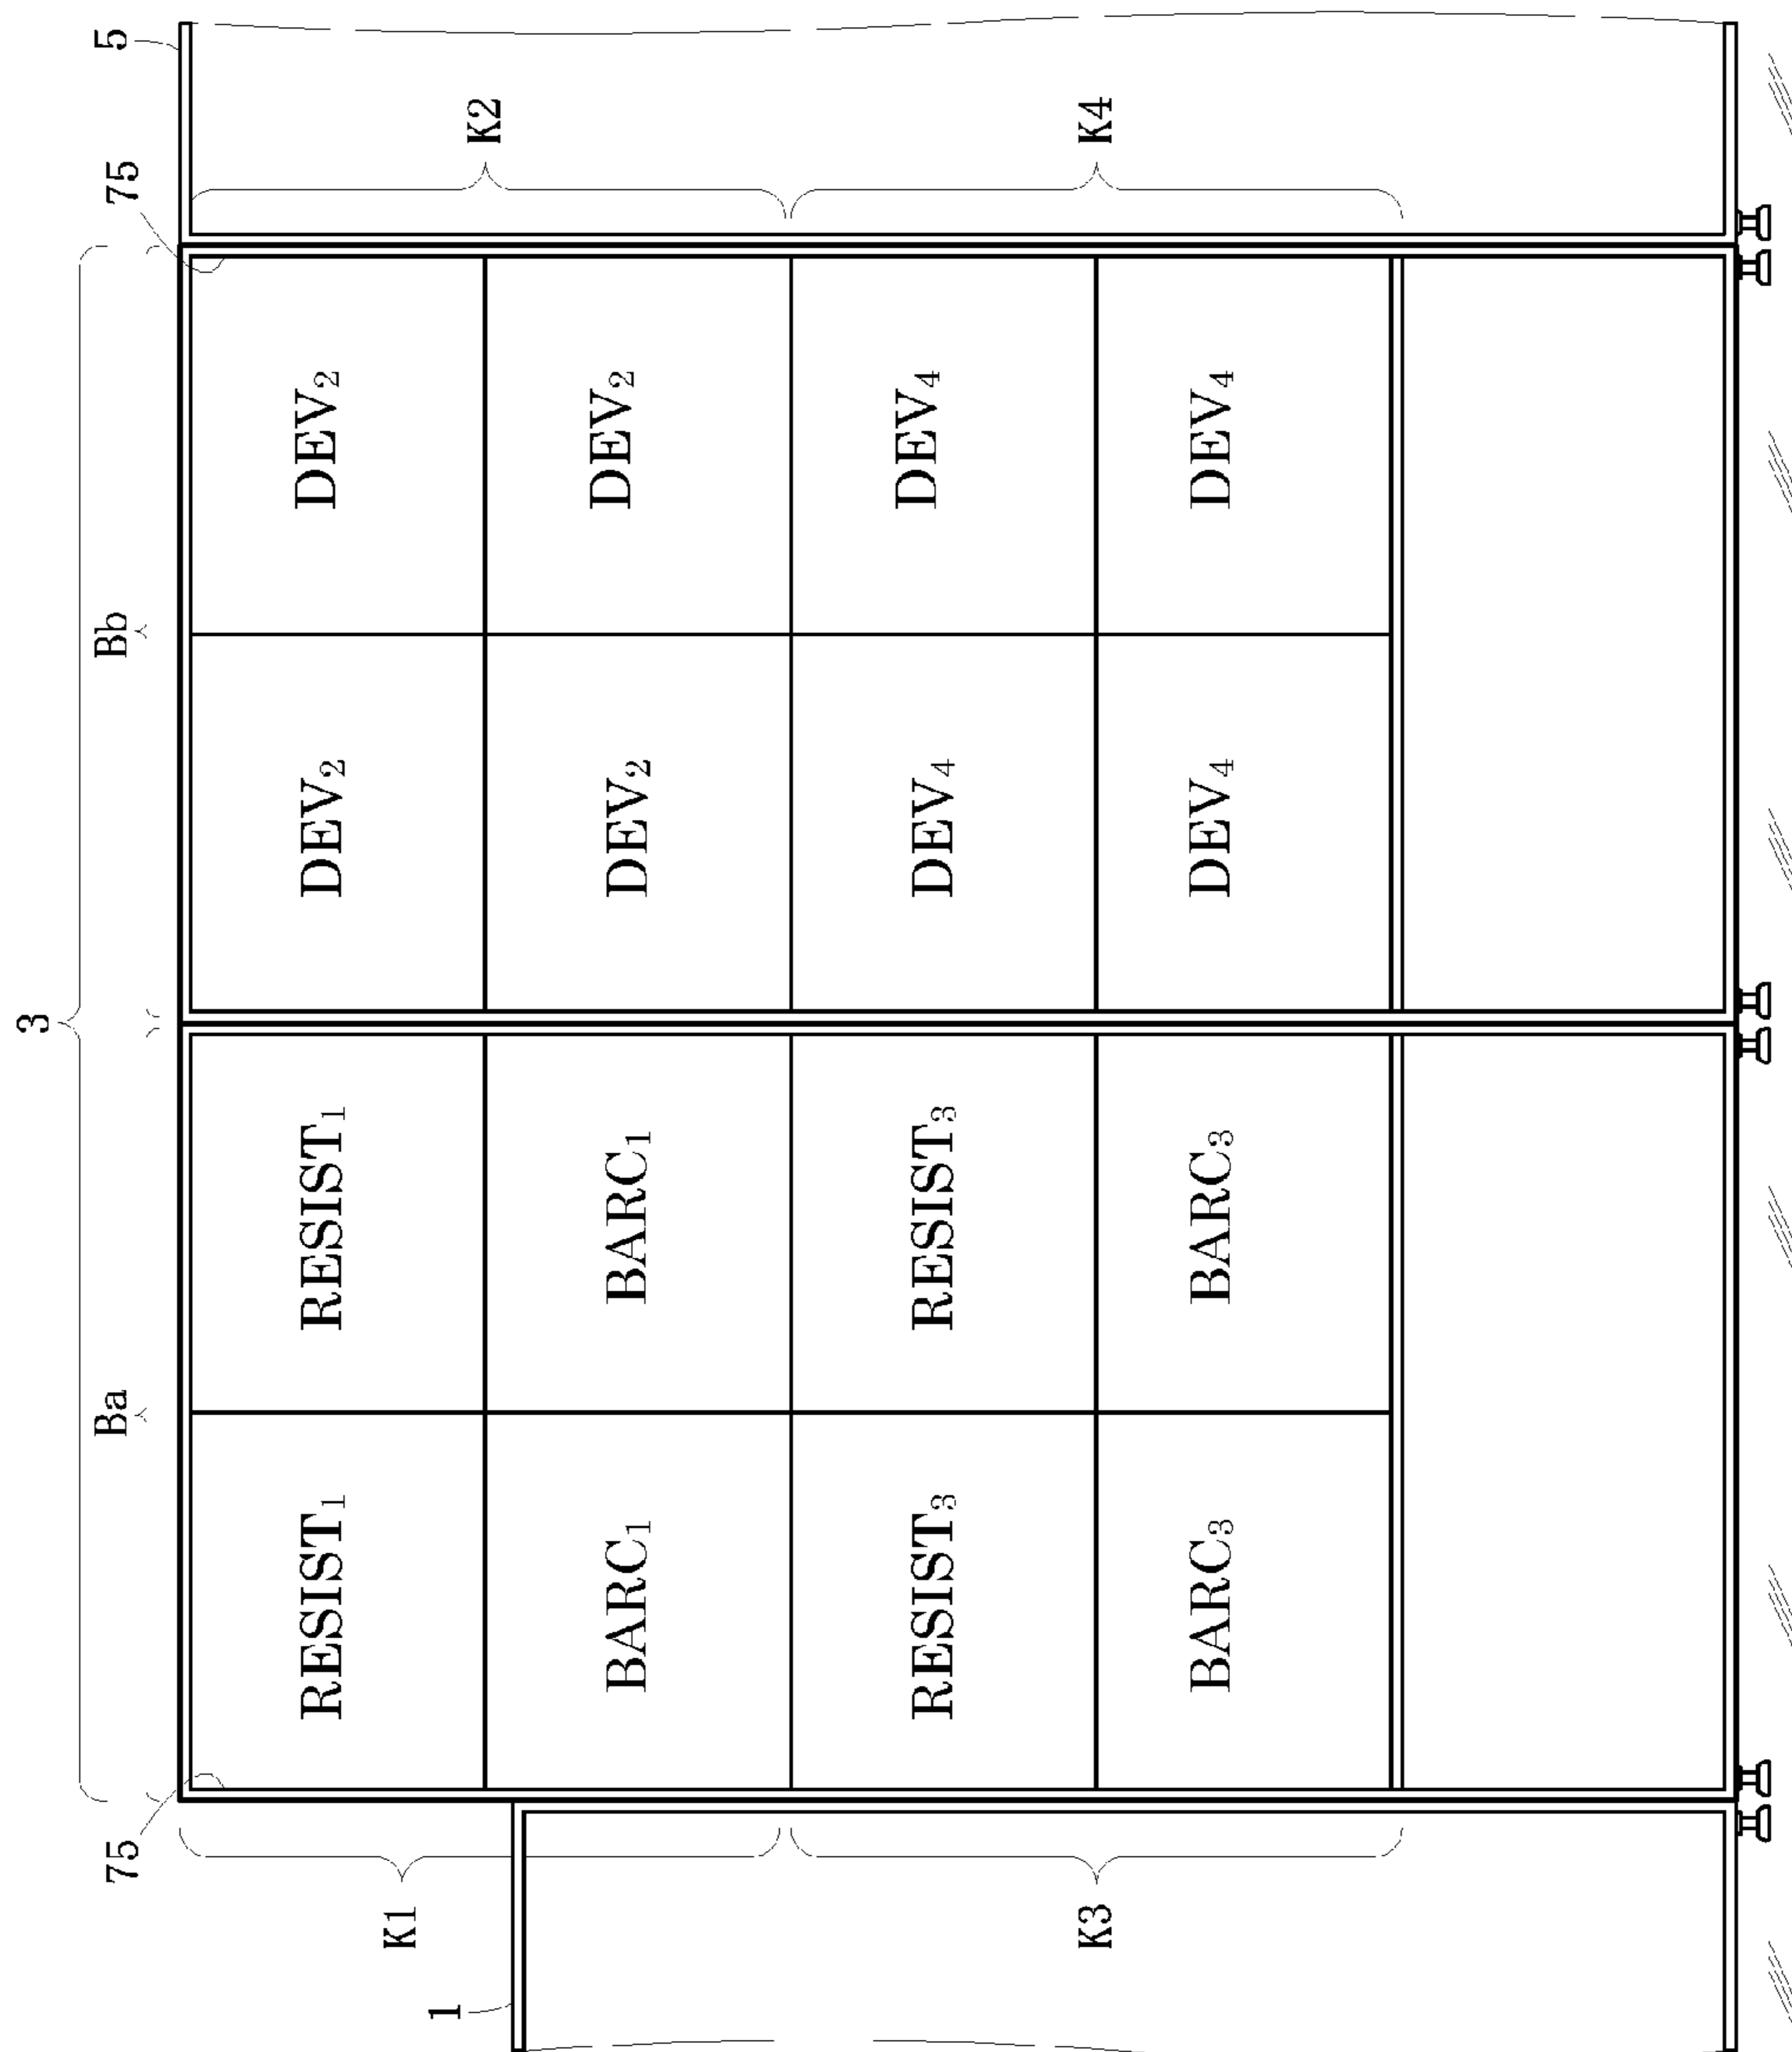 3
75 Ba Bb 75 5
RESIST₁ RESIST₁ DEV₂ DEV₂
K1
1
K2
BARC₁ BARC₁ DEV₂ DEV₂
RESIST₃ RESIST₃ DEV₄ DEV₄
K3 K4
BARC₃ BARC₃ DEV₄ DEV₄